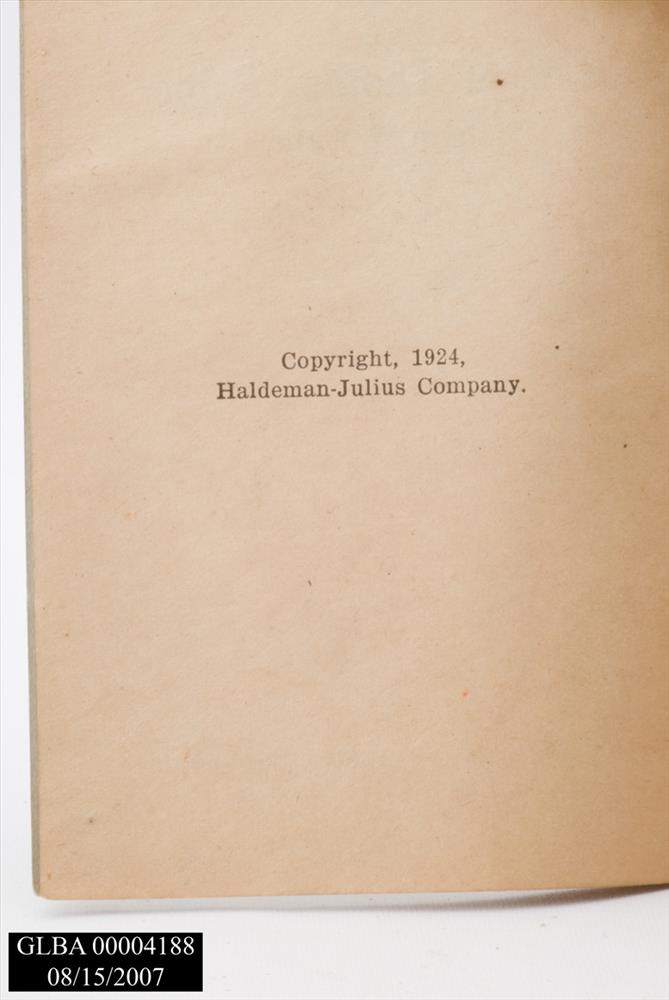 Copyright, 1924,
Haldeman-Julius Company.
GLBA 00004188
08/15/2007